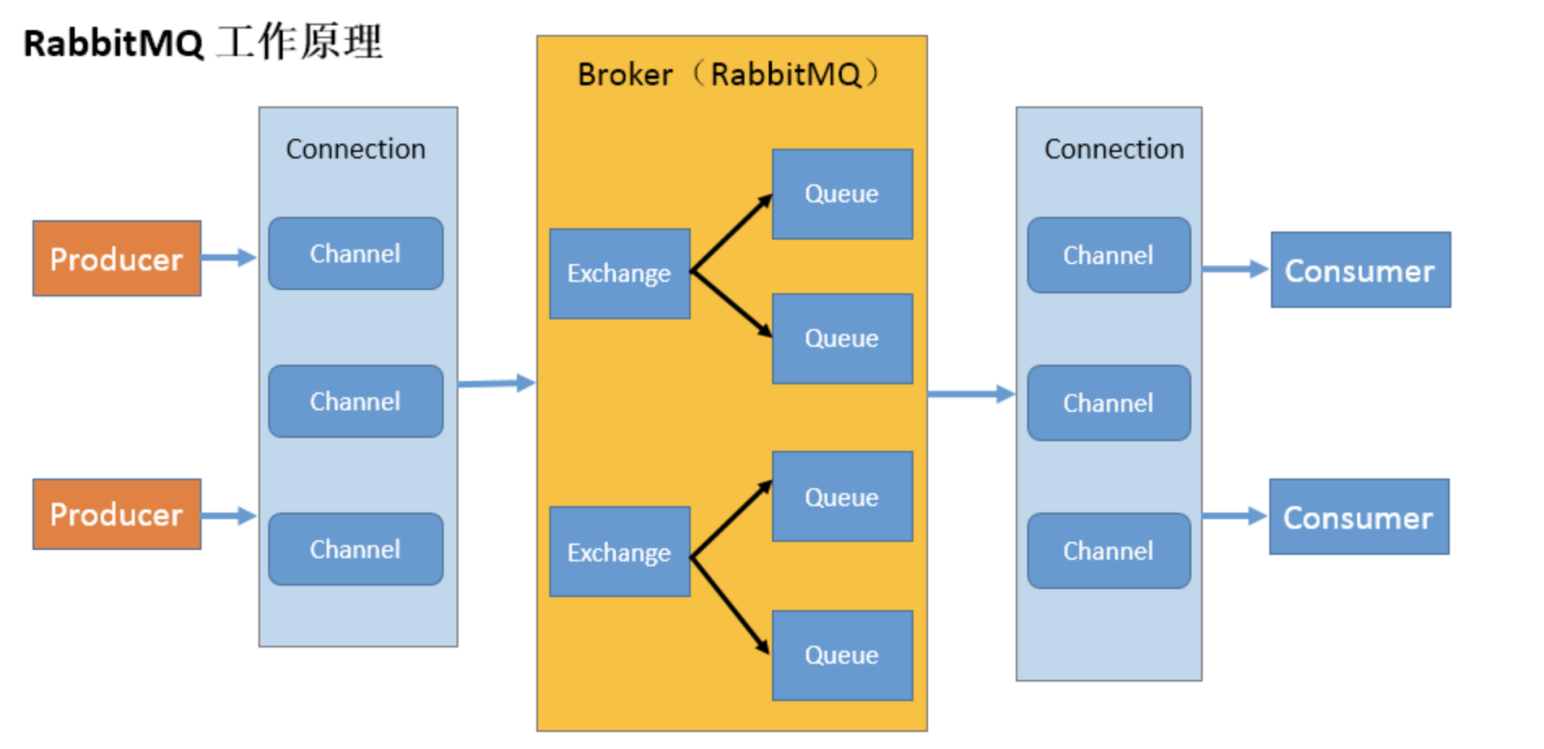 RabbitMQ 工作原理
Broker（RabbitMQ）
Connection
Connection
Producer
Producer
Channel
Channel
Channel
Exchange
Queue
Queue
Exchange
Queue
Queue
Channel
Channel
Channel
Consumer
Consumer